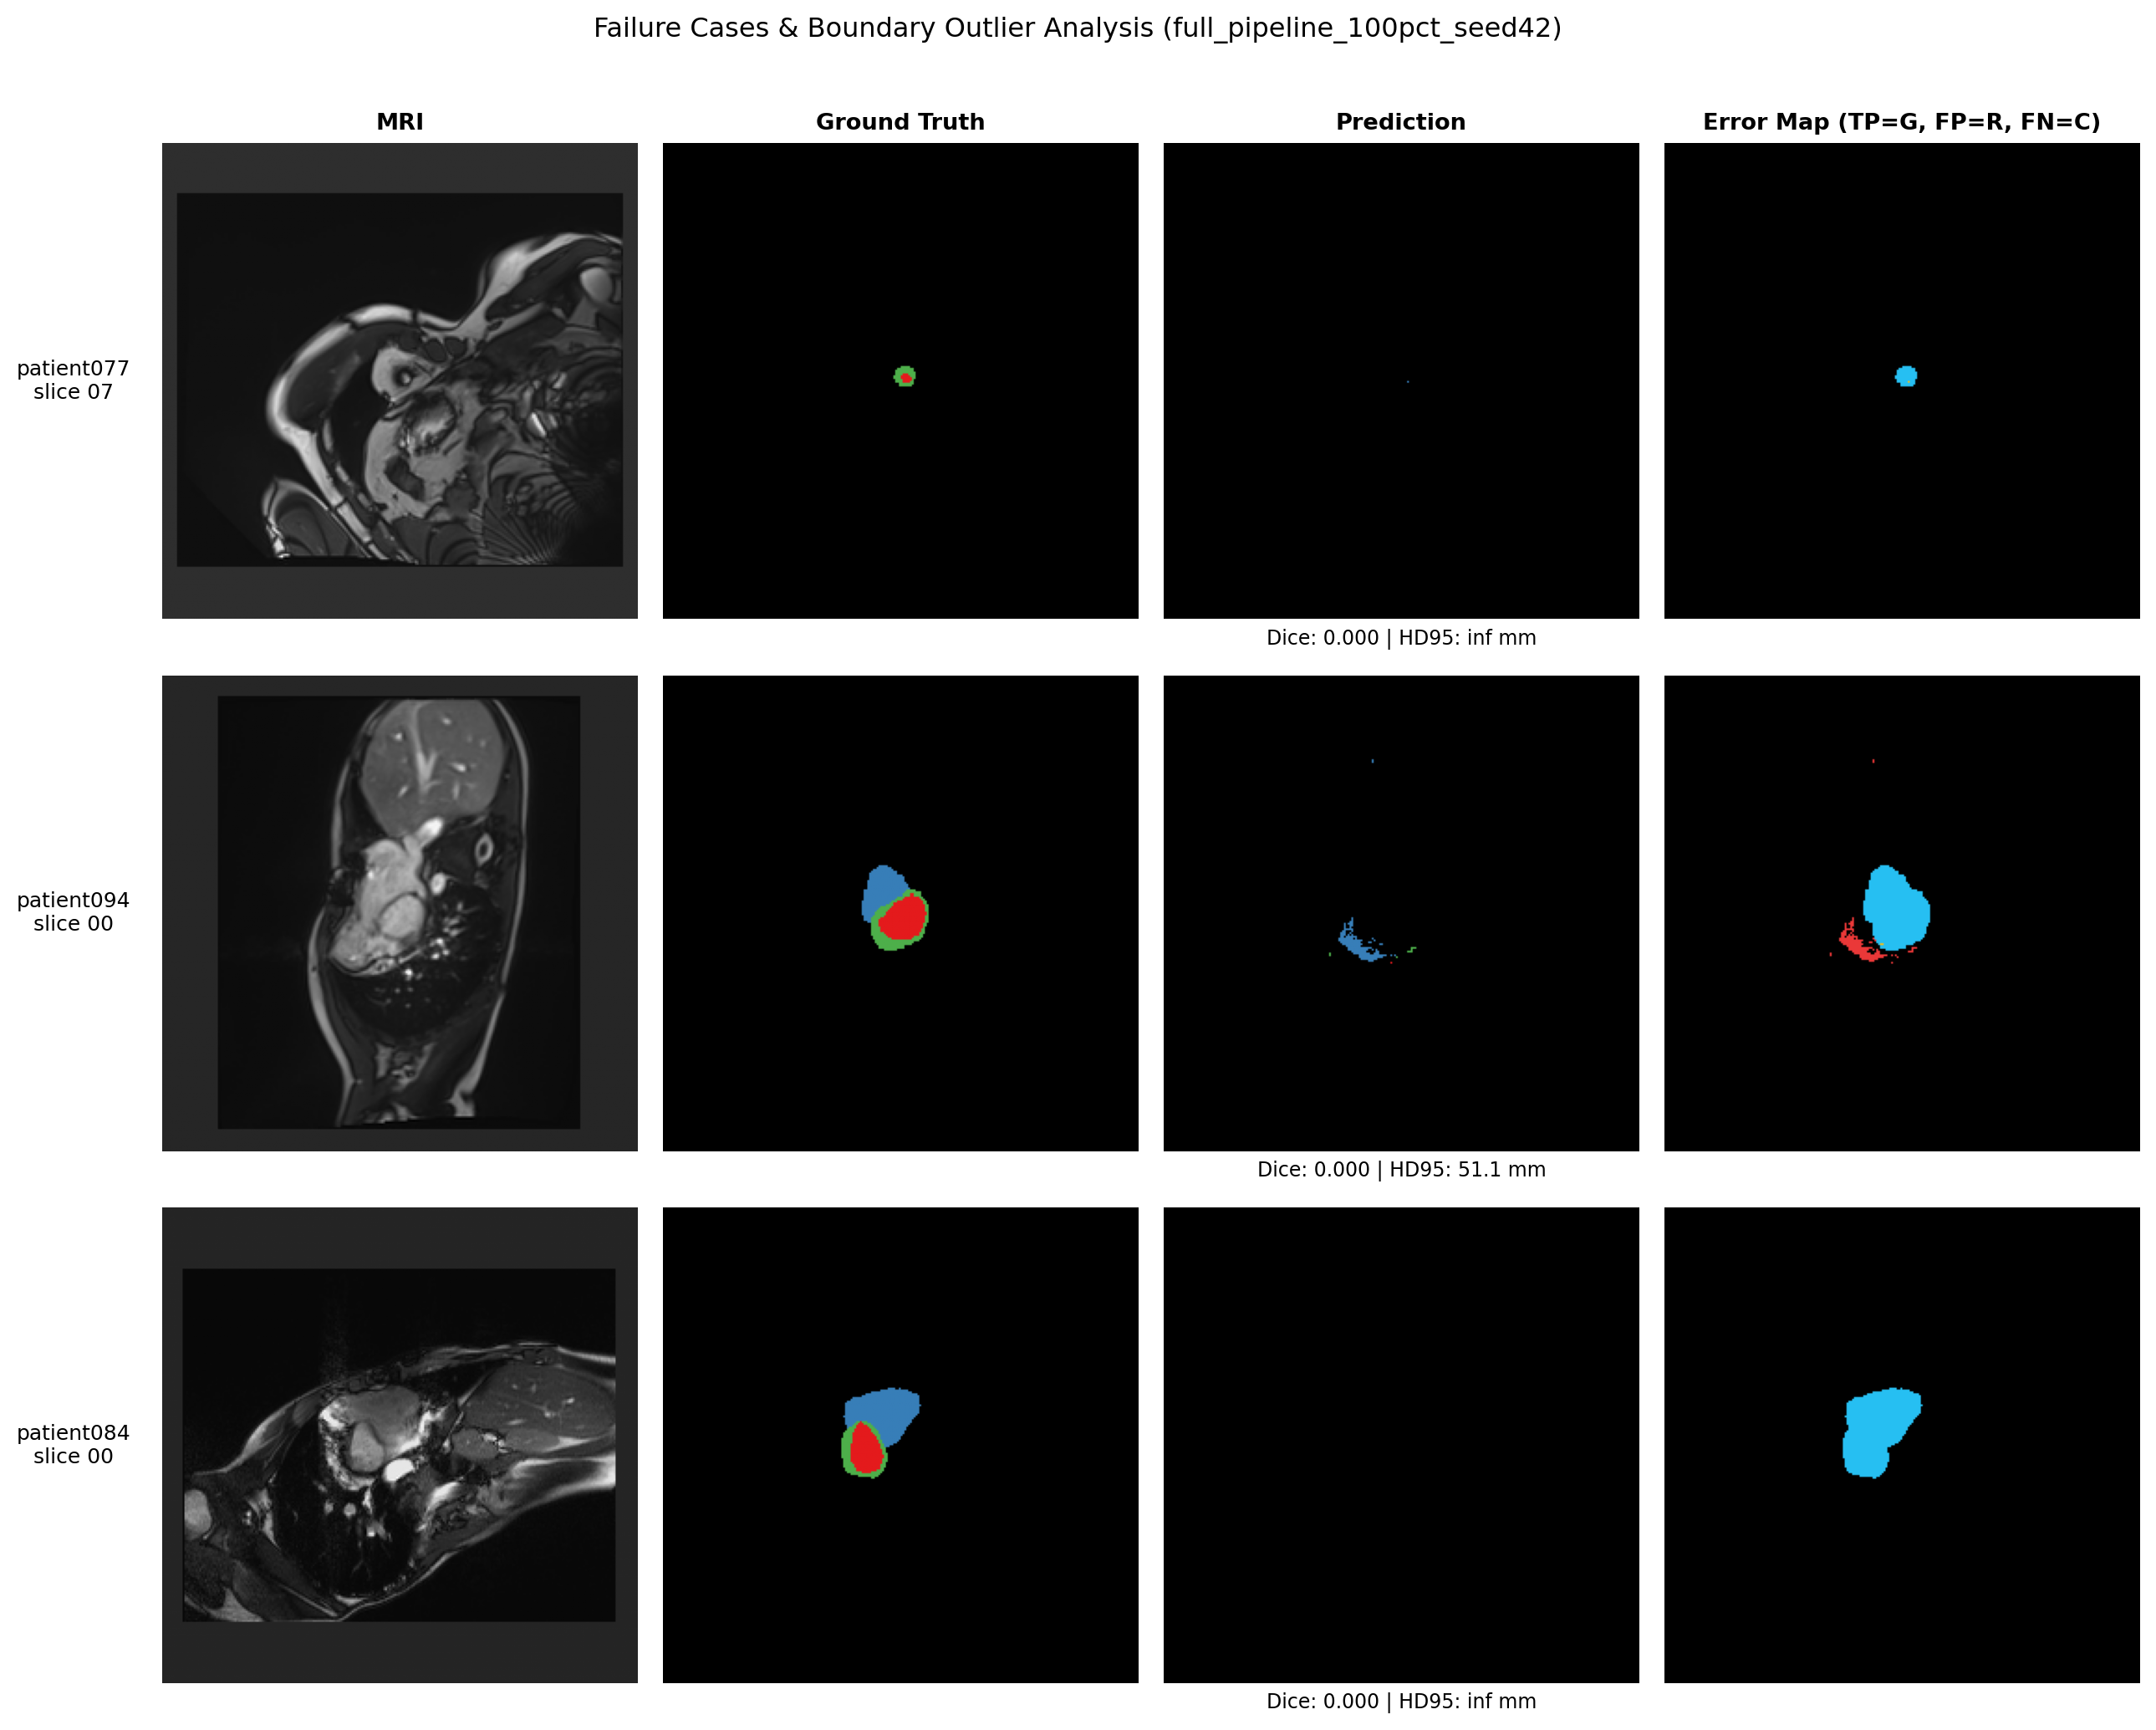 Failure Cases & Boundary Outlier Analysis (full_pipeline_100pct_seed42)
MRI
Ground Truth
Prediction
Error Map (TP=G, FP=R, FN=C)
patient077
slice 07
Dice: 0.000 | HD95: inf mm
patient094
slice 00
Dice: 0.000 | HD95: 51.1 mm
patient084
slice 00
Dice: 0.000 | HD95: inf mm